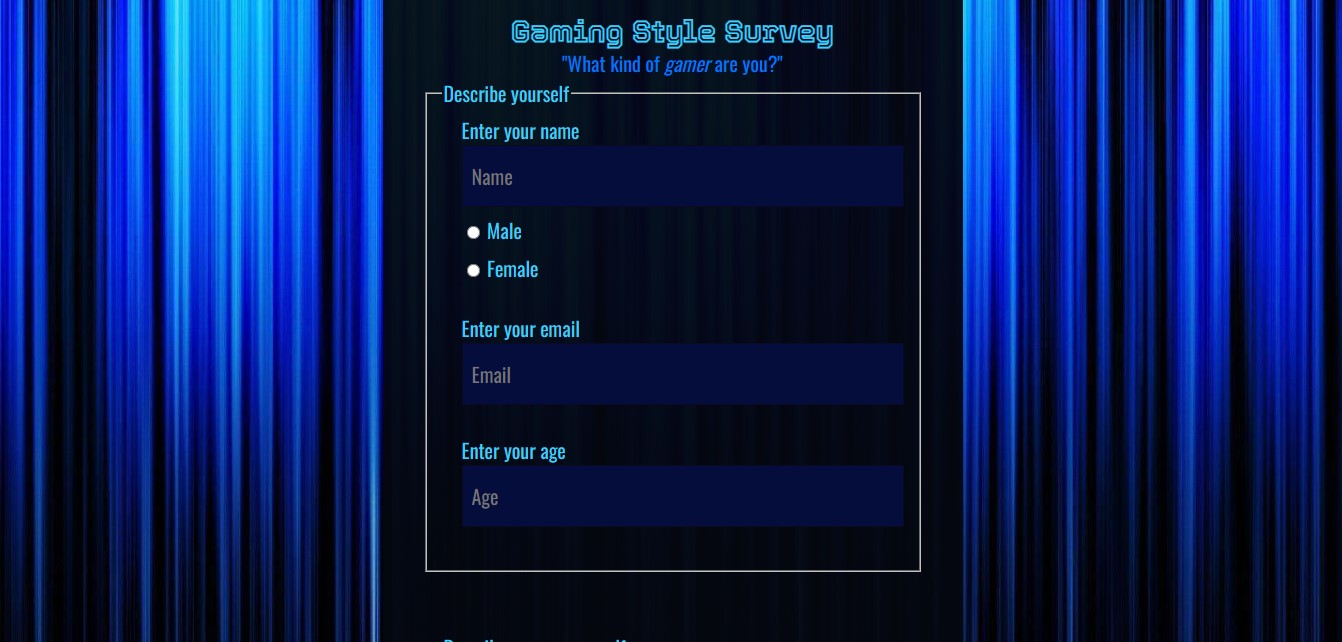 Gaming Style Survey
"What kind of gamer are you?"
Describe yourself
Enter your name
Name
Male
Female
Enter your email
Email
Enter your age
Age